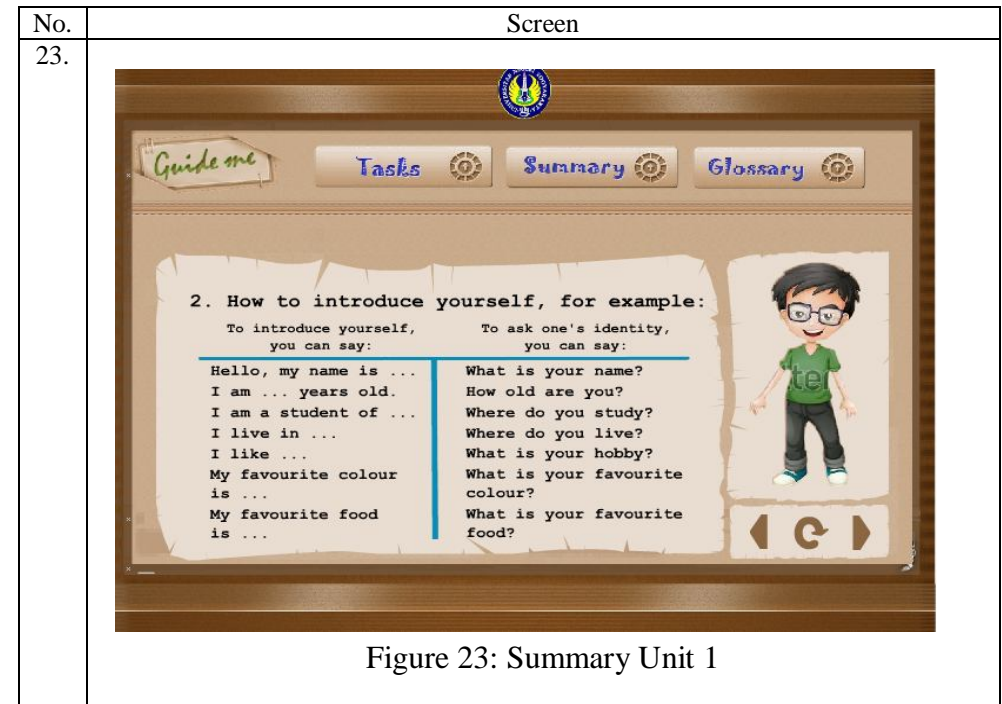 No. Screen
23.
Guide me
Tasks
Summary
Glossary
2. How to introduce yourself, for example:
To introduce yourself,
you can say:
To ask one's identity,
you can say:
Hello, my name is ...
I am ... years old.
I am a student of ...
I live in ...
I like ...
My favourite colour
is ...
My favourite food
is ...
What is your name?
How old are you?
Where do you study?
Where do you live?
What is your hobby?
What is your favourite
colour?
What is your favourite
food?
Figure 23: Summary Unit 1